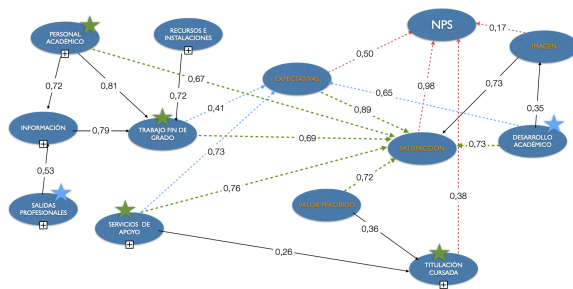 PERSONAL
ACADÉMICO
RECURSOS E
INSTALACIONES
NPS
IMAGEN
0,17
0,50
0,67
0,72
0,81
0,72
EXPECTATIVAS
0,98
0,73
0,65
0,35
0,41
0,89
INFORMACIÓN
0,79
TRABAJO FIN DE
GRADO
0,69
SATISFACCION
0,73
DESARROLLO
ACADÉMICO
0,53
0,73
0,76
0,72
SALIDAS
PROFESIONALES
VALOR PERCIBIDO
0,38
SERVICIOS DE
APOYO
0,36
0,26
TITULACIÓN
CURSADA